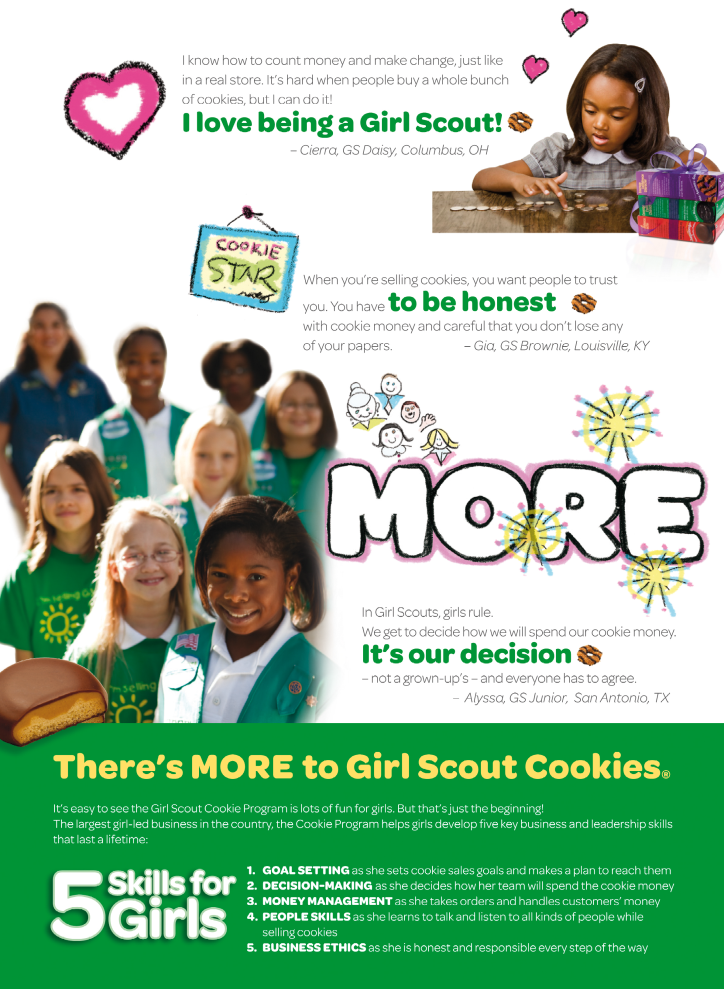 I know how to count money and make change, just like
in a real store. It's hard when people buy a whole bunch
of cookies, but I can do it!
I love being a Girl Scout!
– Cierra, GS Daisy, Columbus, OH
COOKIE
STAR
When you're selling cookies, you want people to trust
you. You have to be honest
with cookie money and careful that you don't lose any
of your papers. – Gia, GS Brownie, Louisville, KY
MORE
In Girl Scouts, girls rule.
We get to decide how we will spend our cookie money.
It's our decision
– not a grown-up's – and everyone has to agree.
– Alyssa, GS Junior, San Antonio, TX
There's MORE to Girl Scout Cookies®
It's easy to see the Girl Scout Cookie Program is lots of fun for girls. But that's just the beginning!
The largest girl-led business in the country, the Cookie Program helps girls develop five key business and leadership skills
that last a lifetime:
5 Skills for
Girls
1. GOAL SETTING as she sets cookie sales goals and makes a plan to reach them
2. DECISION-MAKING as she decides how her team will spend the cookie money
3. MONEY MANAGEMENT as she takes orders and handles customers' money
4. PEOPLE SKILLS as she learns to talk and listen to all kinds of people while
selling cookies
5. BUSINESS ETHICS as she is honest and responsible every step of the way